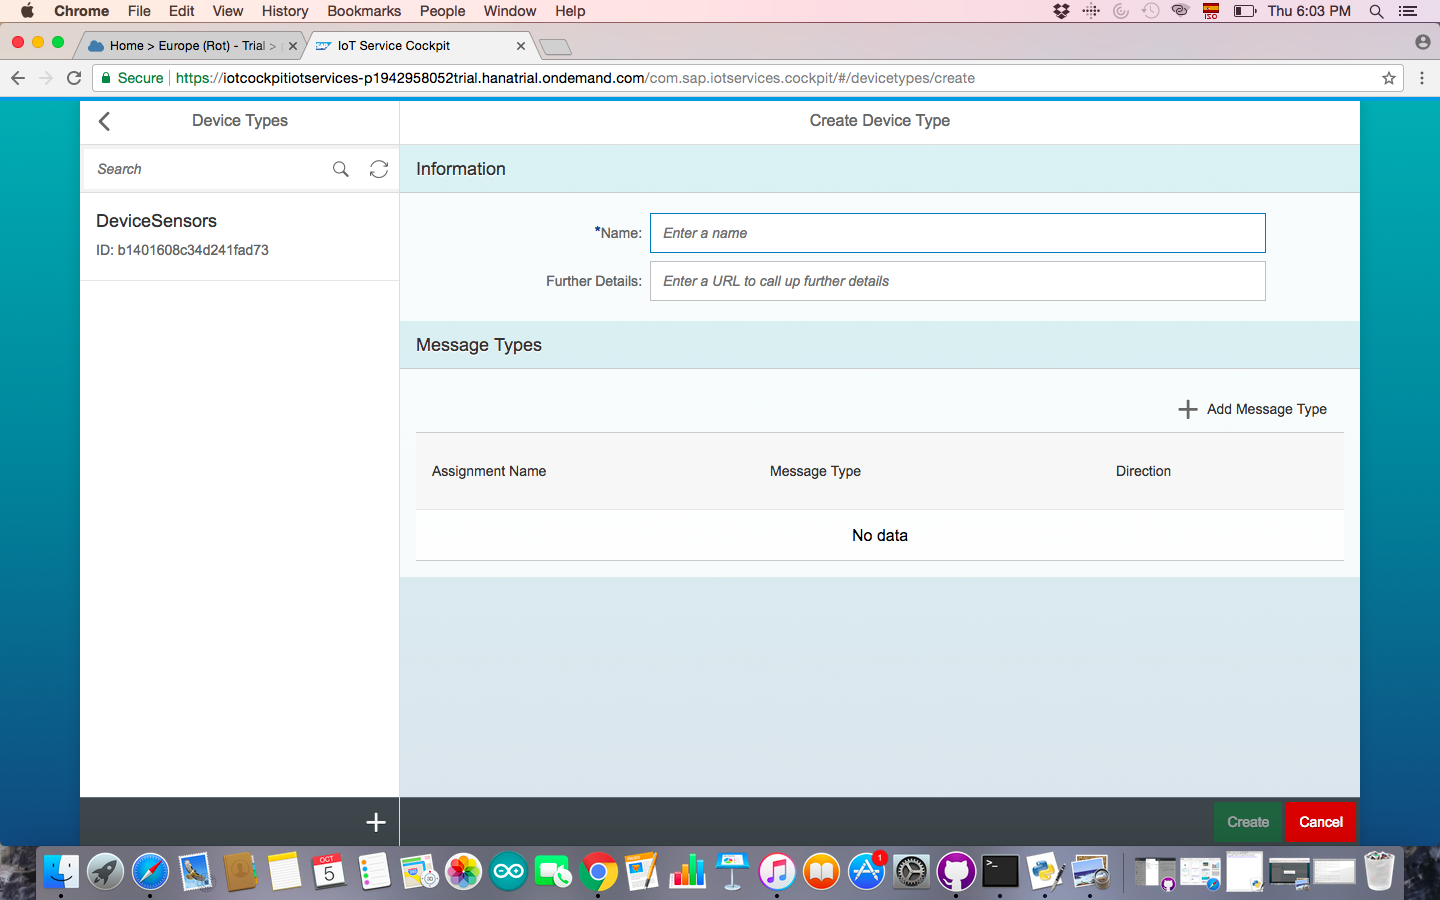 Chrome File Edit View History Bookmarks People Window Help
ISO
Thu 6:03 PM
Home > Europe (Rot) - Trial >
SAP IoT Service Cockpit
Secure https://iotcockpitiotservices-p1942958052trial.hanatrial.ondemand.com/com.sap.iotservices.cockpit/#/devicetypes/create
Device Types
Create Device Type
Search
Information
DeviceSensors
ID: b1401608c34d241fad73
*Name: Enter a name
Further Details: Enter a URL to call up further details
Message Types
Add Message Type
Assignment Name Message Type Direction
No data
Create Cancel
OCT
5
1